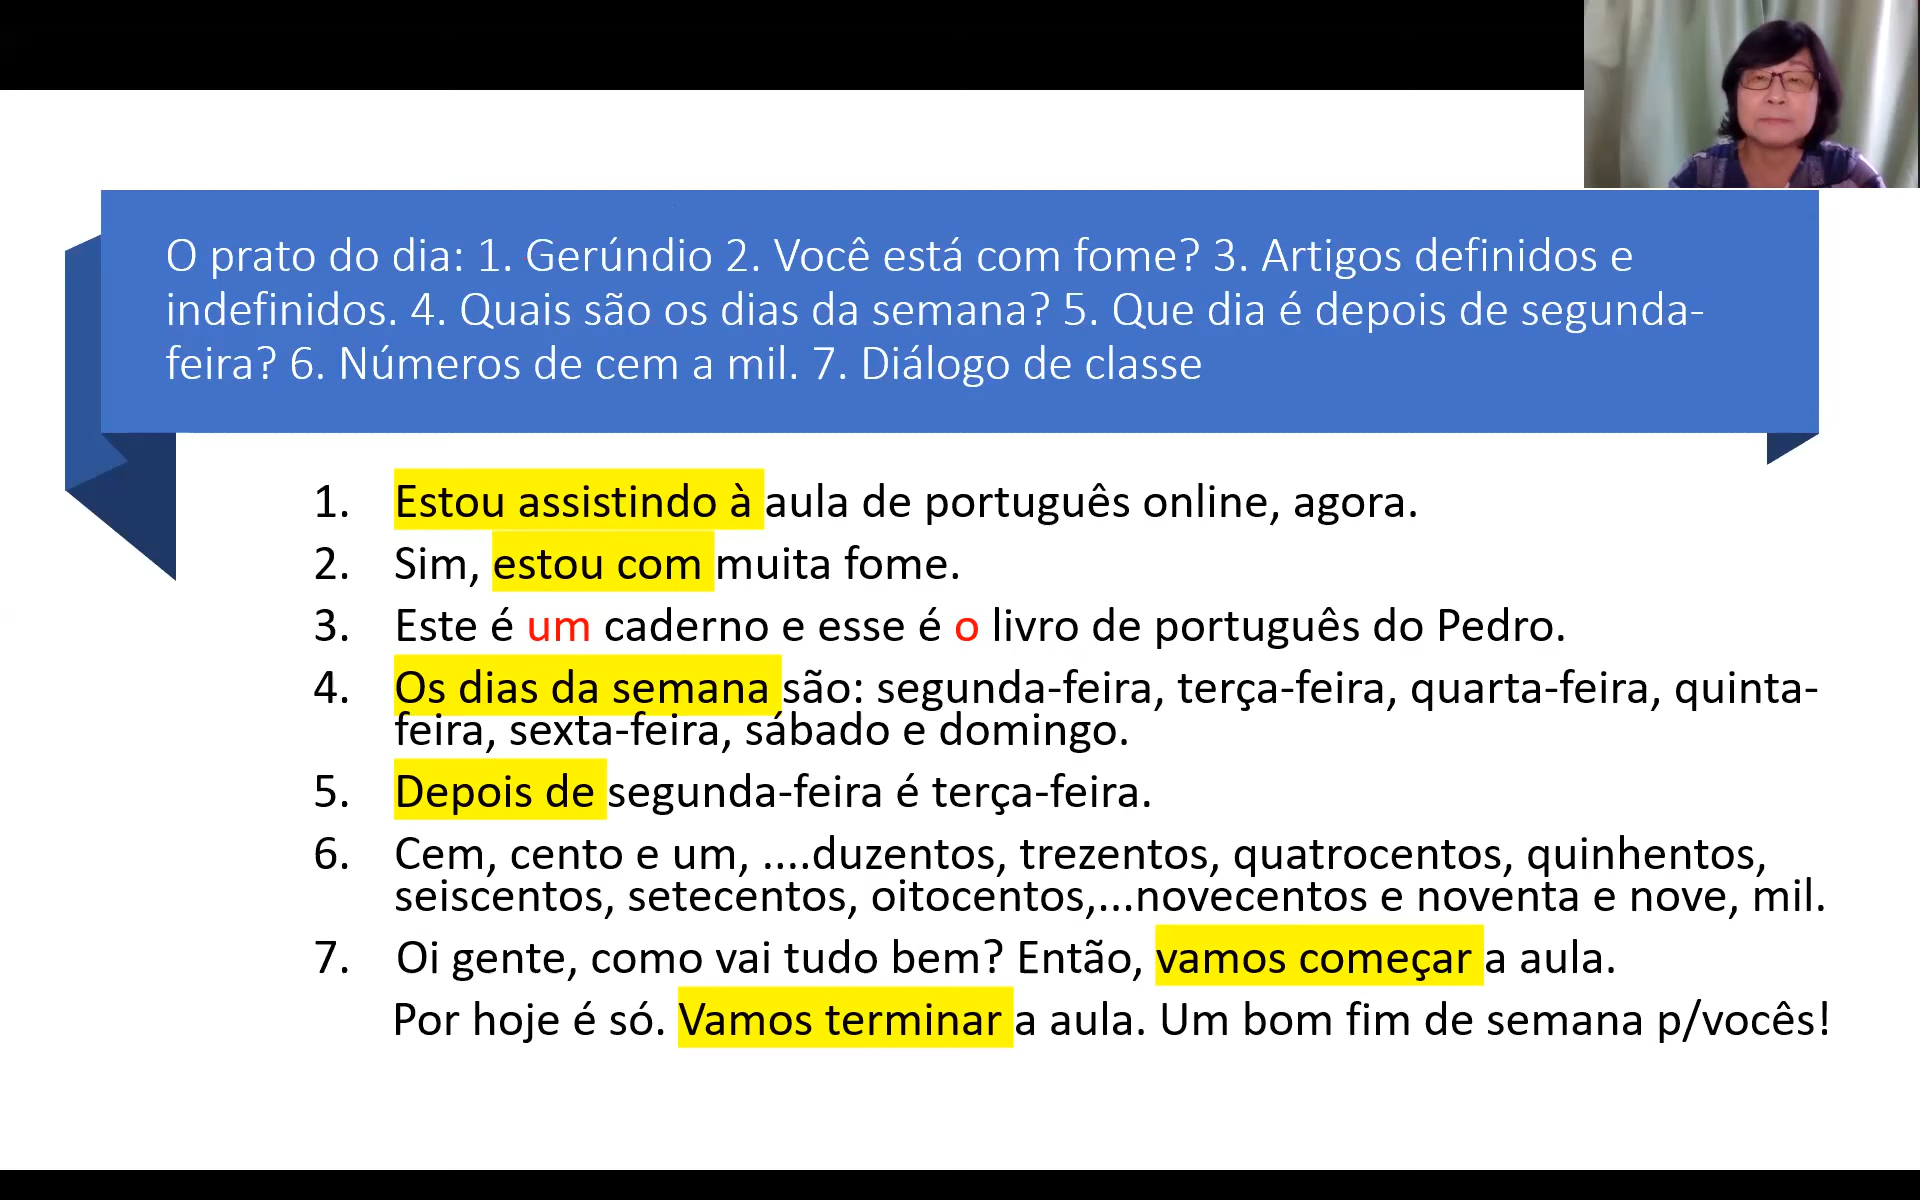 O prato do dia: 1. Gerúndio 2. Você está com fome? 3. Artigos definidos e
indefinidos. 4. Quais são os dias da semana? 5. Que dia é depois de segunda-
feira? 6. Números de cem a mil. 7. Diálogo de classe
1. Estou assistindo à aula de português online, agora.
2. Sim, estou com muita fome.
3. Este é um caderno e esse é o livro de português do Pedro.
4. Os dias da semana são: segunda-feira, terça-feira, quarta-feira, quinta-
feira, sexta-feira, sábado e domingo.
5. Depois de segunda-feira é terça-feira.
6. Cem, cento e um, ....duzentos, trezentos, quatrocentos, quinhentos,
seiscentos, setecentos, oitocentos,...novecentos e noventa e nove, mil.
7. Oi gente, como vai tudo bem? Então, vamos começar a aula.
Por hoje é só. Vamos terminar a aula. Um bom fim de semana p/vocês!